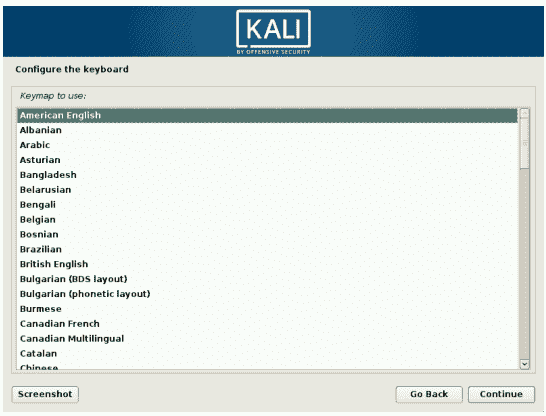 KALI
BY OFFENSIVE SECURITY
Configure the keyboard
Keymap to use:
American English
Albanian
Arabic
Asturian
Bangladesh
Belarusian
Bengali
Belgian
Bosnian
Brazilian
British English
Bulgarian (BDS layout)
Bulgarian (phonetic layout)
Burmese
Canadian French
Canadian Multilingual
Catalan
Chinese
Screenshot
Go Back
Continue